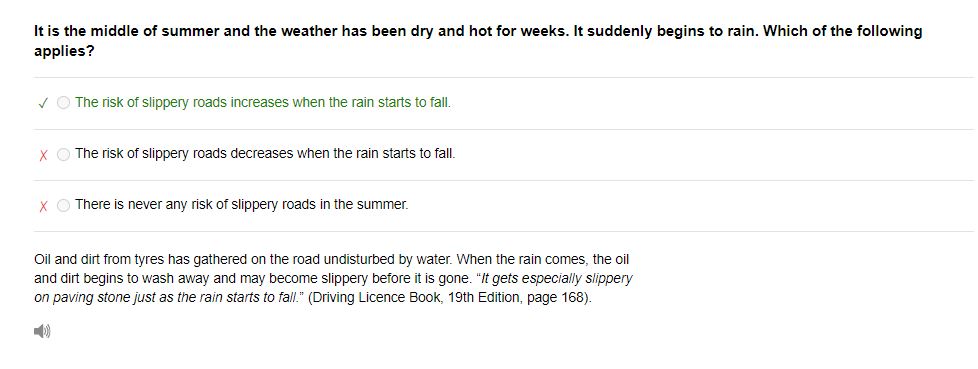 It is the middle of summer and the weather has been dry and hot for weeks. It suddenly begins to rain. Which of the following
applies?
✓ The risk of slippery roads increases when the rain starts to fall.
X The risk of slippery roads decreases when the rain starts to fall.
X There is never any risk of slippery roads in the summer.
Oil and dirt from tyres has gathered on the road undisturbed by water. When the rain comes, the oil
and dirt begins to wash away and may become slippery before it is gone. “It gets especially slippery
on paving stone just as the rain starts to fall.” (Driving Licence Book, 19th Edition, page 168).